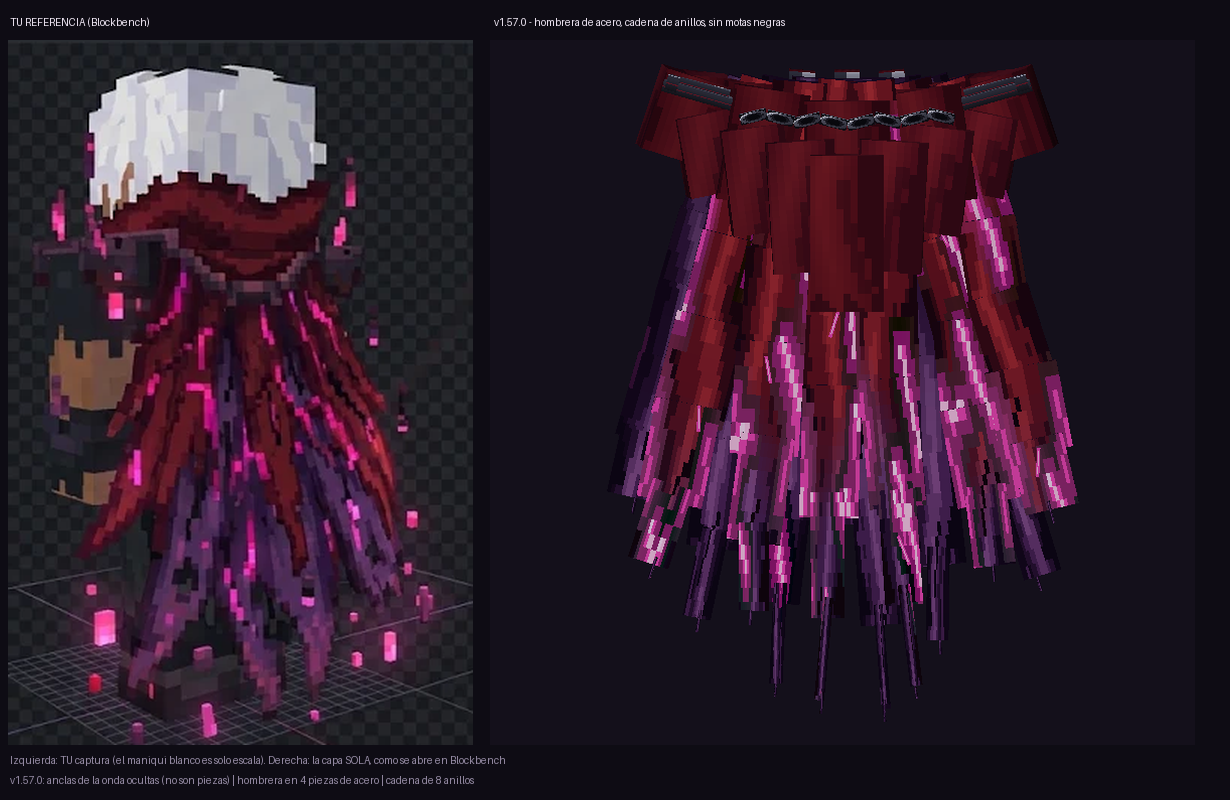 TU REFERENCIA (Blockbench)
v1.57.0 - hombrera de acero, cadena de anillos, sin motas negras
Izquierda: TU captura (el maniqui blanco es solo escala). Derecha: la capa SOLA, como se abre en Blockbench
v1.57.0: anclas de la onda ocultas (no son piezas) | hombrera en 4 piezas de acero | cadena de 8 anillos